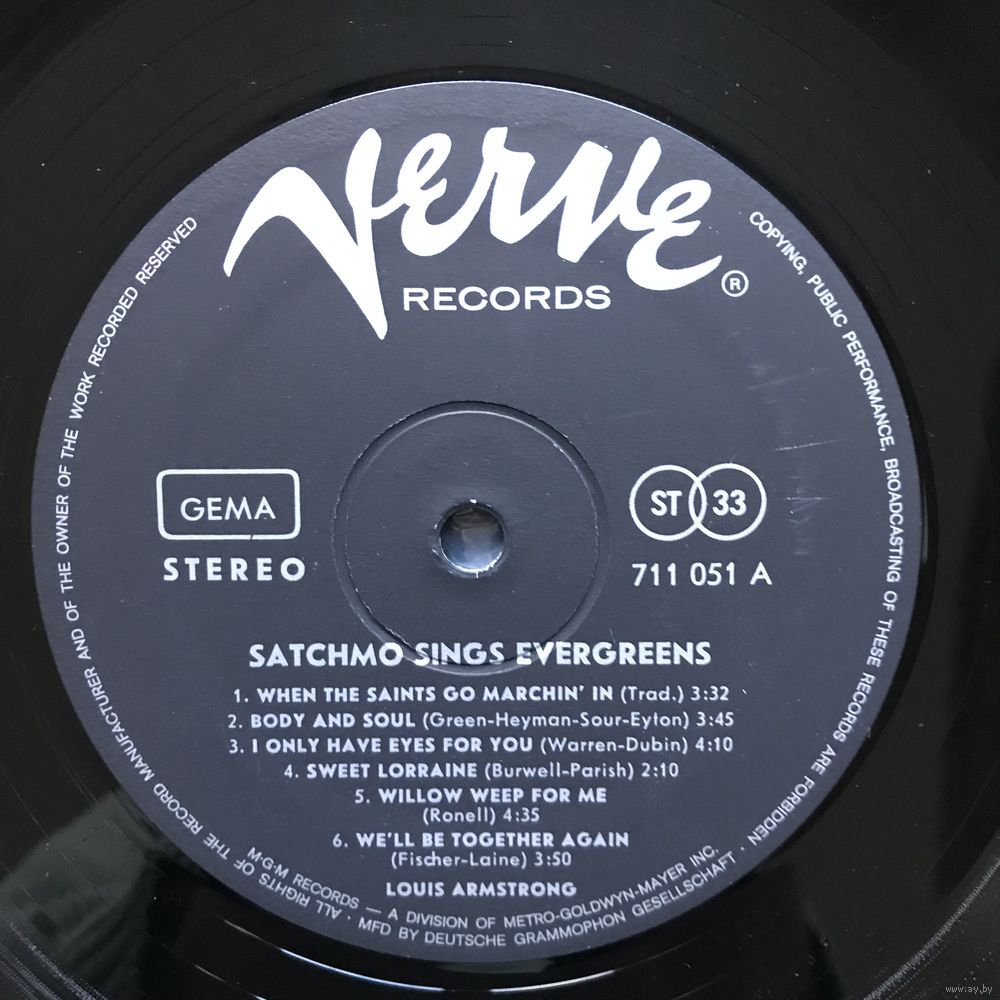 Verve
RECORDS
®
GEMA
STEREO
ST 33
711 051 A
SATCHMO SINGS EVERGREENS
1. WHEN THE SAINTS GO MARCHIN' IN (Trad.) 3:32
2. BODY AND SOUL (Green-Heyman-Sour-Eyton) 3:45
3. I ONLY HAVE EYES FOR YOU (Warren-Dubin) 4:10
4. SWEET LORRAINE (Burwell-Parish) 2:10
5. WILLOW WEEP FOR ME
(Ronell) 4:35
6. WE'LL BE TOGETHER AGAIN
(Fischer-Laine) 3:50
LOUIS ARMSTRONG
M·G·M RECORDS — A DIVISION OF METRO-GOLDWYN-MAYER INC.
MFD BY DEUTSCHE GRAMMOPHON GESELLSCHAFT · ALL RIGHTS OF THE RECORD MANUFACTURER AND OF THE OWNER OF THE WORK RECORDED RESERVED
COPYING, PUBLIC PERFORMANCE, BROADCASTING OF THESE RECORDS ARE FORBIDDEN ·
www.ay.by